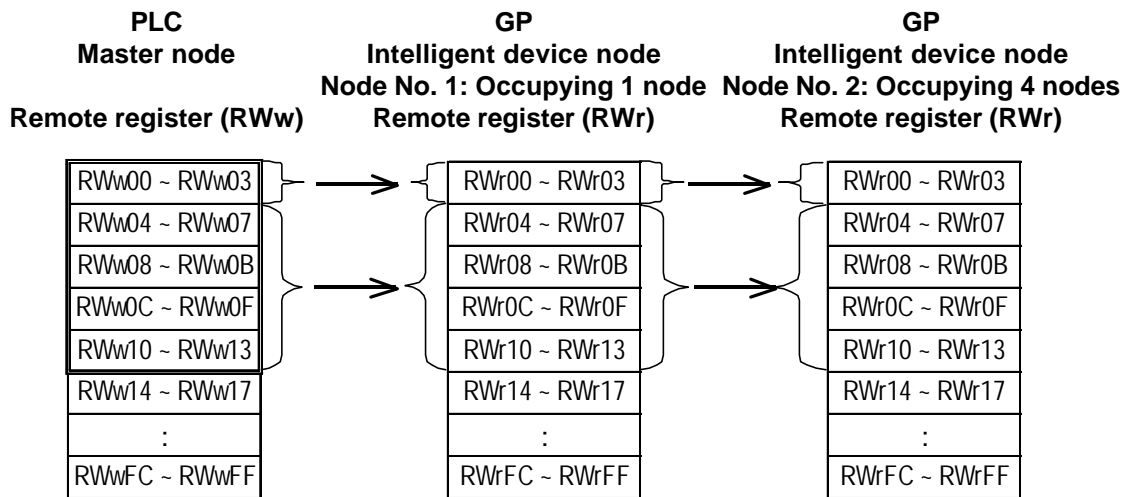 PLC
Master node
Remote register (RWw)
GP
Intelligent device node
Node No. 1: Occupying 1 node
Remote register (RWr)
GP
Intelligent device node
Node No. 2: Occupying 4 nodes
Remote register (RWr)
RWw00 ~ RWw03
RWw04 ~ RWw07
RWw08 ~ RWw0B
RWw0C ~ RWw0F
RWw10 ~ RWw13
RWw14 ~ RWw17
:
RWwFC ~ RWwFF
RWr00 ~ RWr03
RWr04 ~ RWr07
RWr08 ~ RWr0B
RWr0C ~ RWr0F
RWr10 ~ RWr13
RWr14 ~ RWr17
:
RWrFC ~ RWrFF
RWr00 ~ RWr03
RWr04 ~ RWr07
RWr08 ~ RWr0B
RWr0C ~ RWr0F
RWr10 ~ RWr13
RWr14 ~ RWr17
:
RWrFC ~ RWrFF